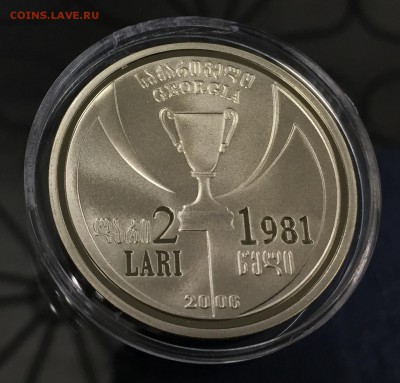 COINS.LAVE.RU
საქართველო
GEORGIA
ლარი 2 1981
LARI წელი
2006